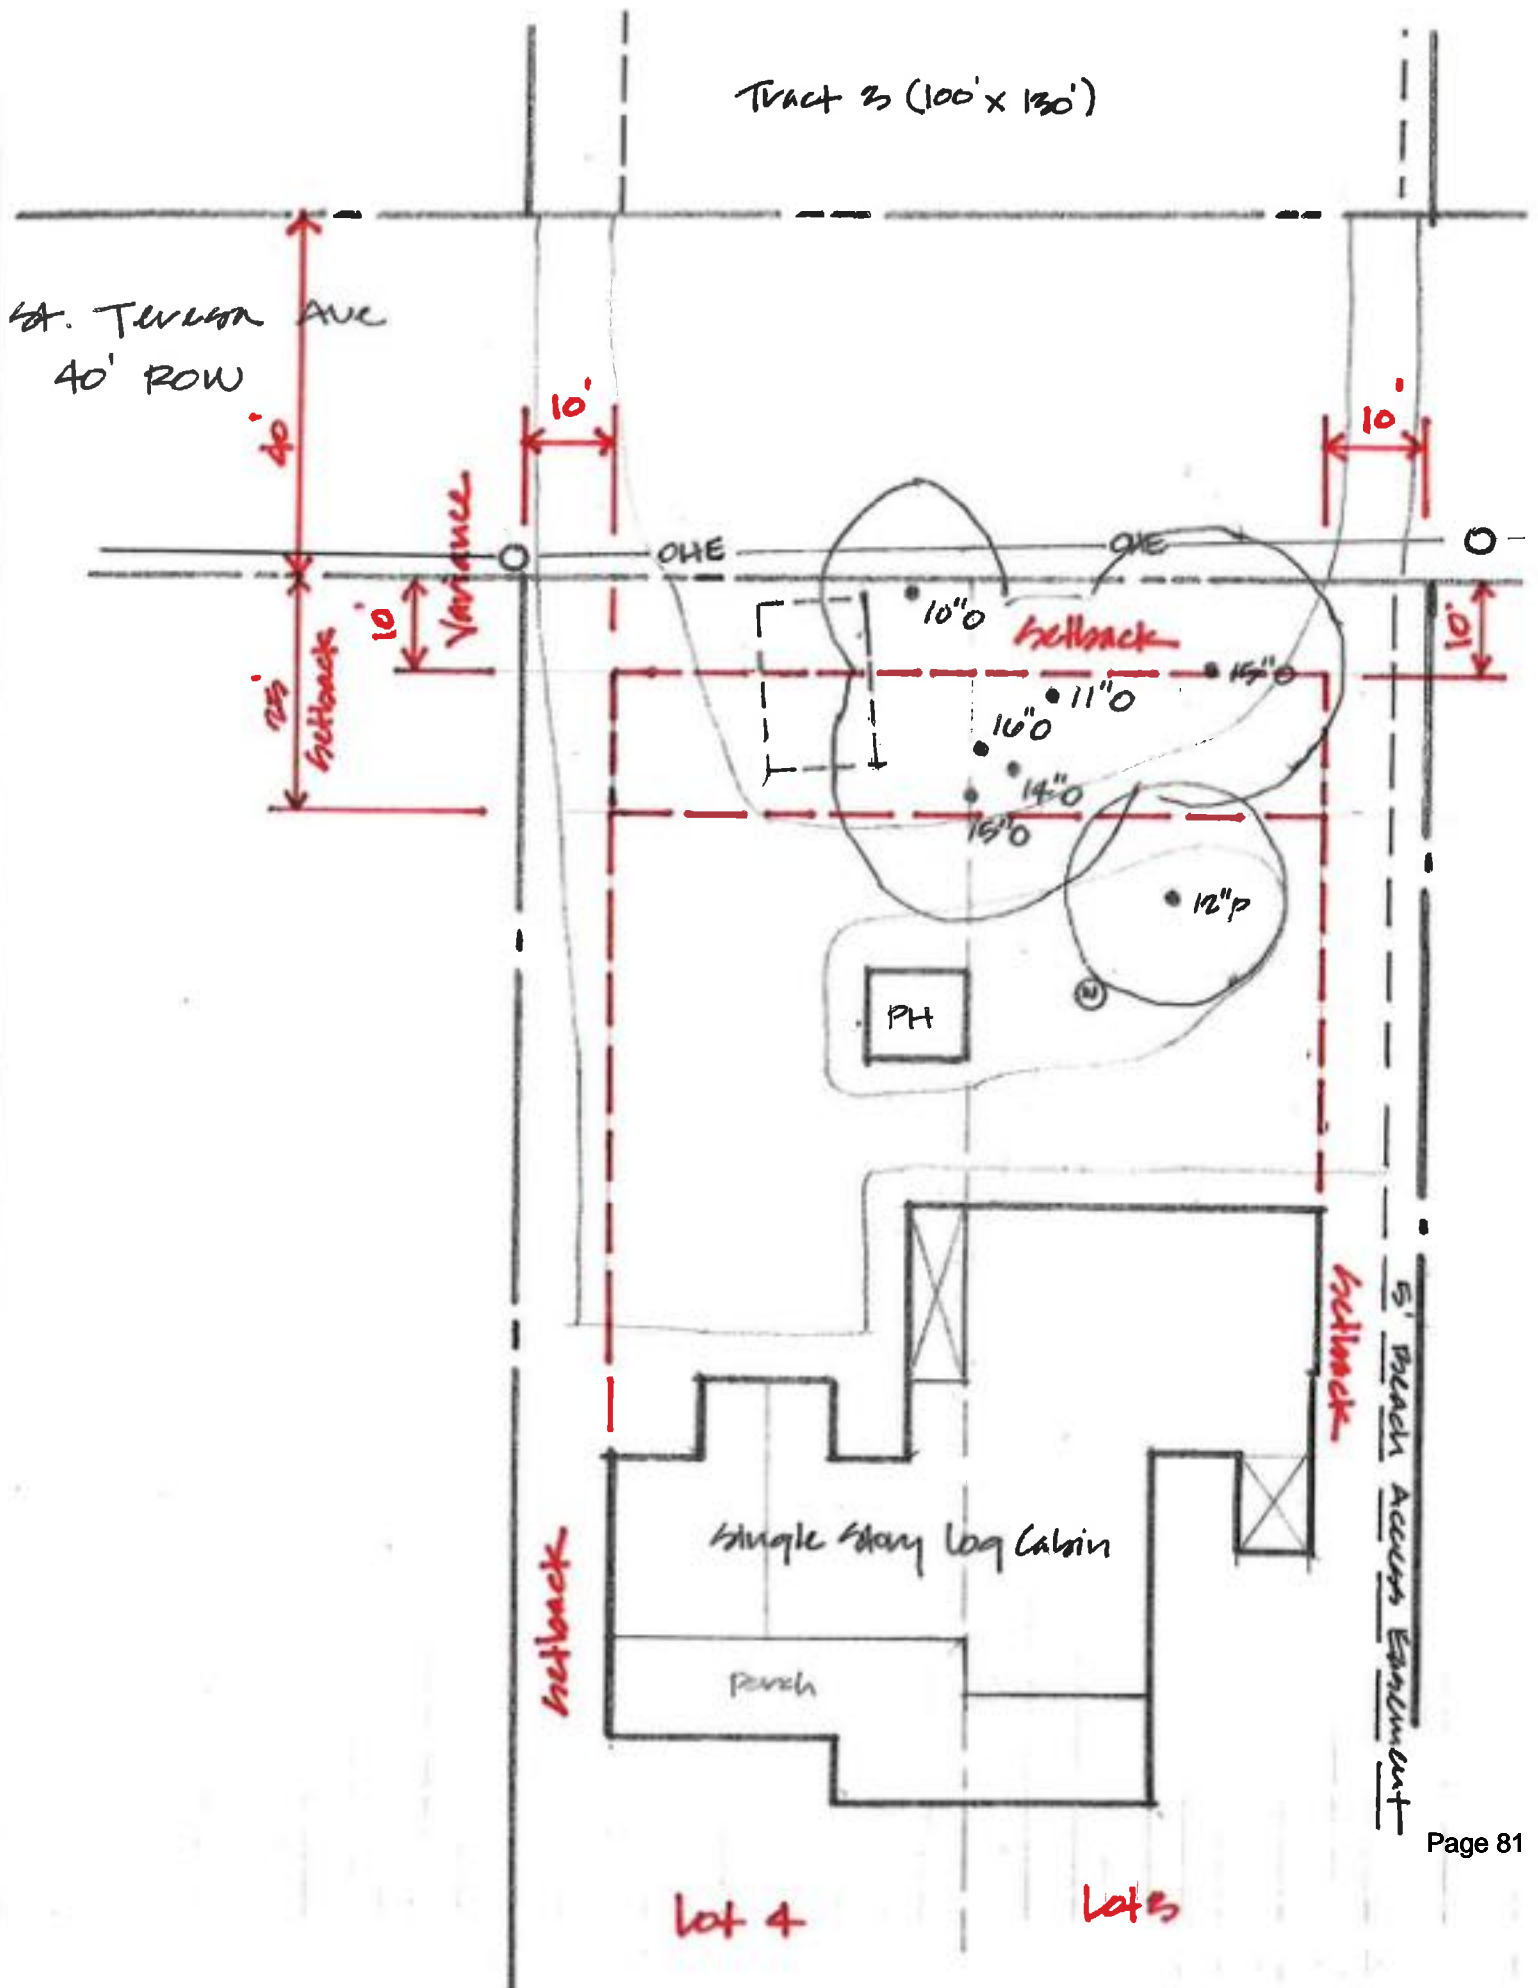 Tract 3 (100' x 130')
St. Teresa Ave
40' ROW
40'
10'
10'
Variance
OHE
OHE
10'
10"O
Setback
10'
15"O
25'
Setback
11"O
16"O
14"O
15"O
12"P
W
PH
Setback
5' Beach Access Easement
Single Story Log Cabin
Setback
Porch
Page 81
Lot 4
Lot 3